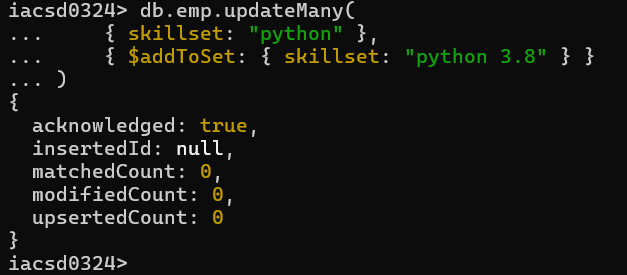 iacsd0324> db.emp.updateMany(
...     { skillset: "python" },
...     { $addToSet: { skillset: "python 3.8" } }
... )
{
  acknowledged: true,
  insertedId: null,
  matchedCount: 0,
  modifiedCount: 0,
  upsertedCount: 0
}
iacsd0324>